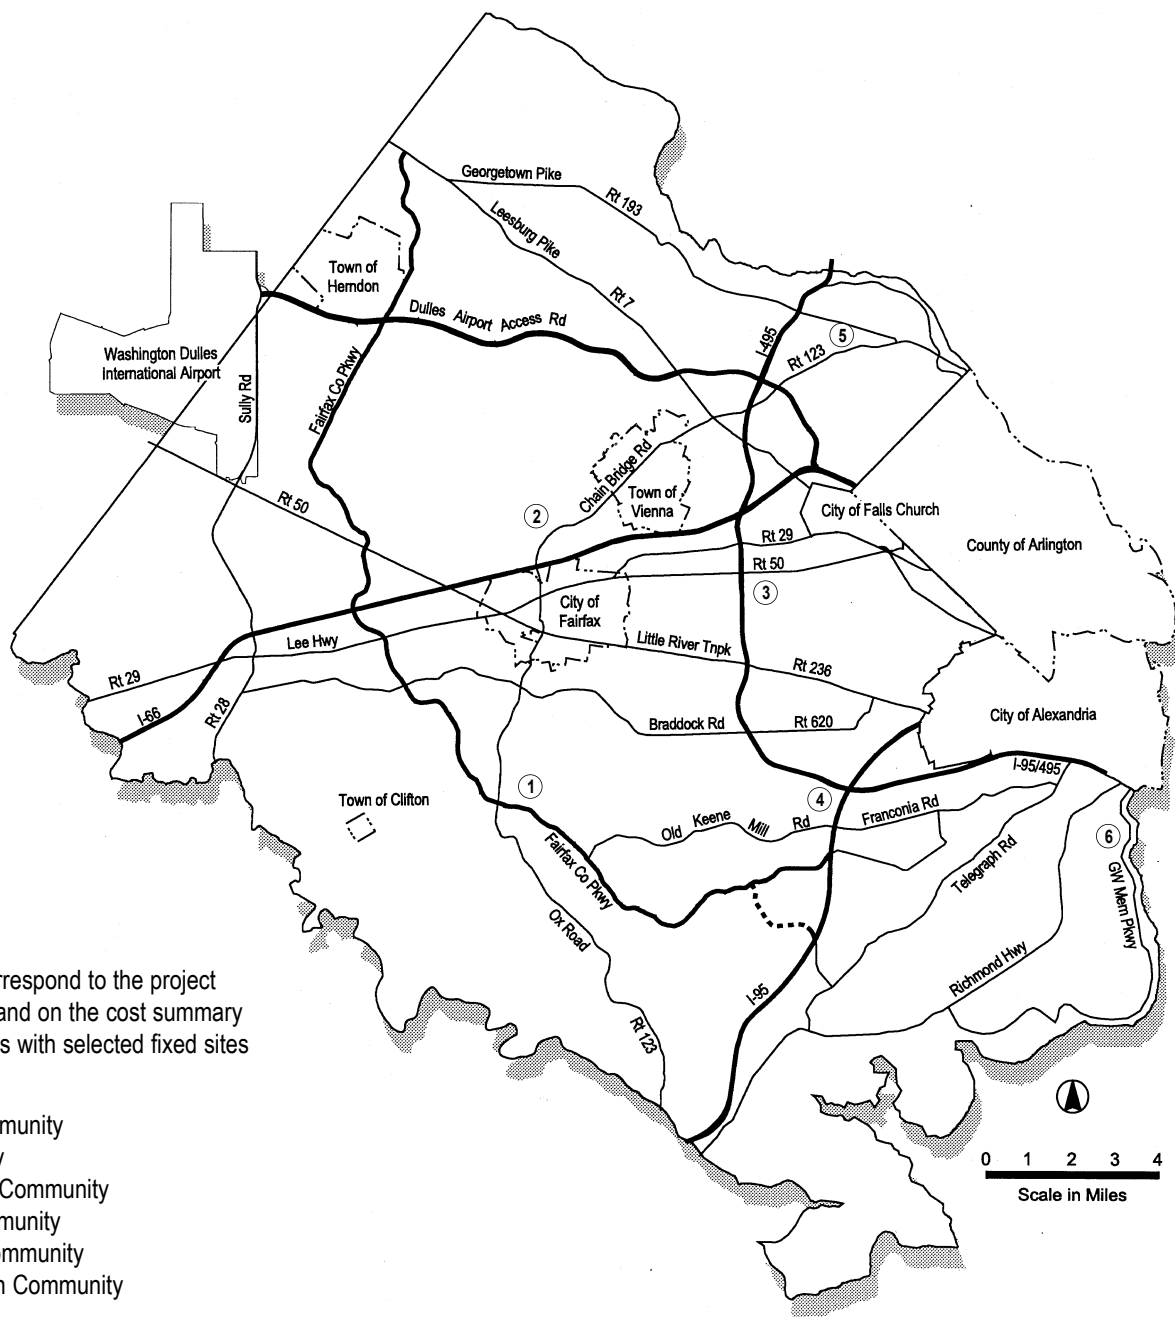 Georgetown Pike
Rt 193
Leesburg Pike
Town of
Herndon
Rt 7
Dulles Airport Access Rd
I-495
5
Rt 123
Washington Dulles
International Airport
Sully Rd
Fairfax Co Pkwy
Chain Bridge Rd
Town of
Vienna
Rt 50
2
City of Falls Church
Rt 29
County of Arlington
Rt 50
3
City of
Fairfax
Lee Hwy
Little River Tnpk
Rt 236
Rt 29
I-66
Rt 28
Braddock Rd
Rt 620
City of Alexandria
I-95/495
1
Town of Clifton
4
Old Keene Mill Rd
Franconia Rd
6
Fairfax Co Pkwy
Telegraph Rd
GW Mem Pkwy
Ox Road
Richmond Hwy
I-95
Rt 123
rrespond to the project
and on the cost summary
s with selected fixed sites
munity
y
Community
munity
ommunity
n Community
0 1 2 3 4
Scale in Miles